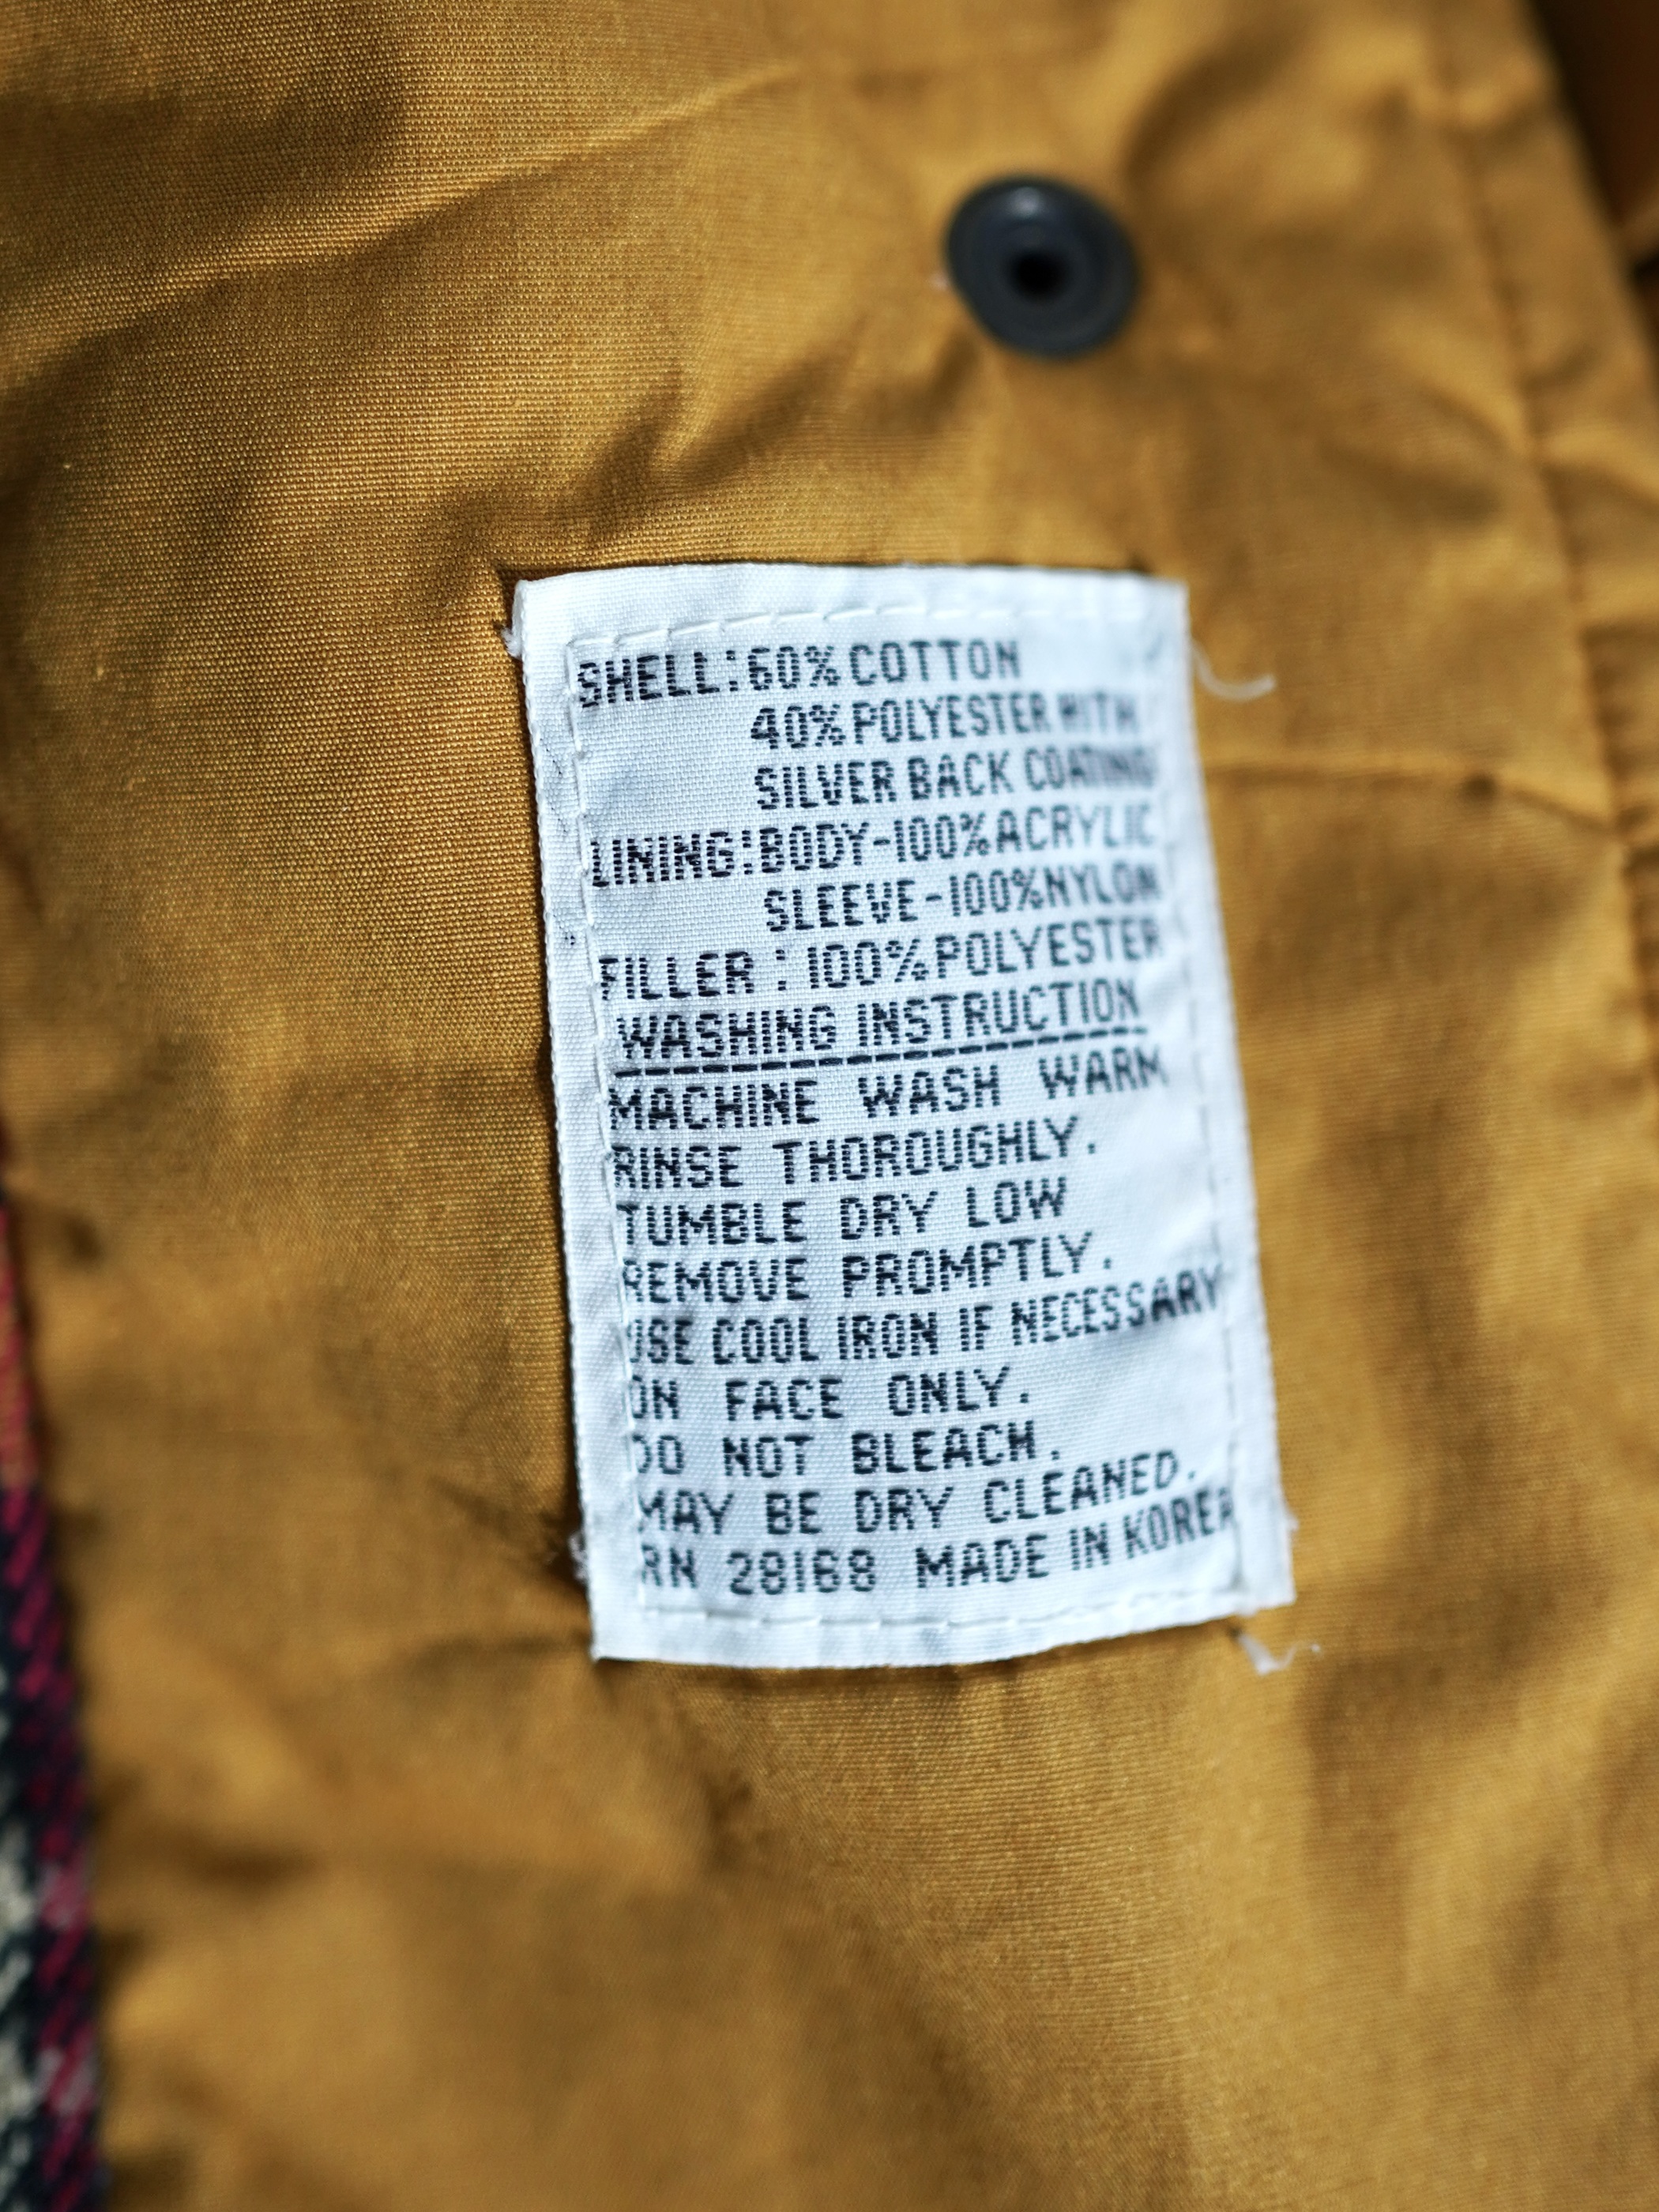 SHELL:60% COTTON
40% POLYESTER WITH
SILVER BACK COATING
LINING:BODY-100% ACRYLIC
SLEEVE-100% NYLON
FILLER : 100% POLYESTER
WASHING INSTRUCTION
MACHINE WASH WARM
RINSE THOROUGHLY.
TUMBLE DRY LOW
REMOVE PROMPTLY.
USE COOL IRON IF NECESSARY
ON FACE ONLY.
DO NOT BLEACH.
MAY BE DRY CLEANED.
RN 28168 MADE IN KOREA